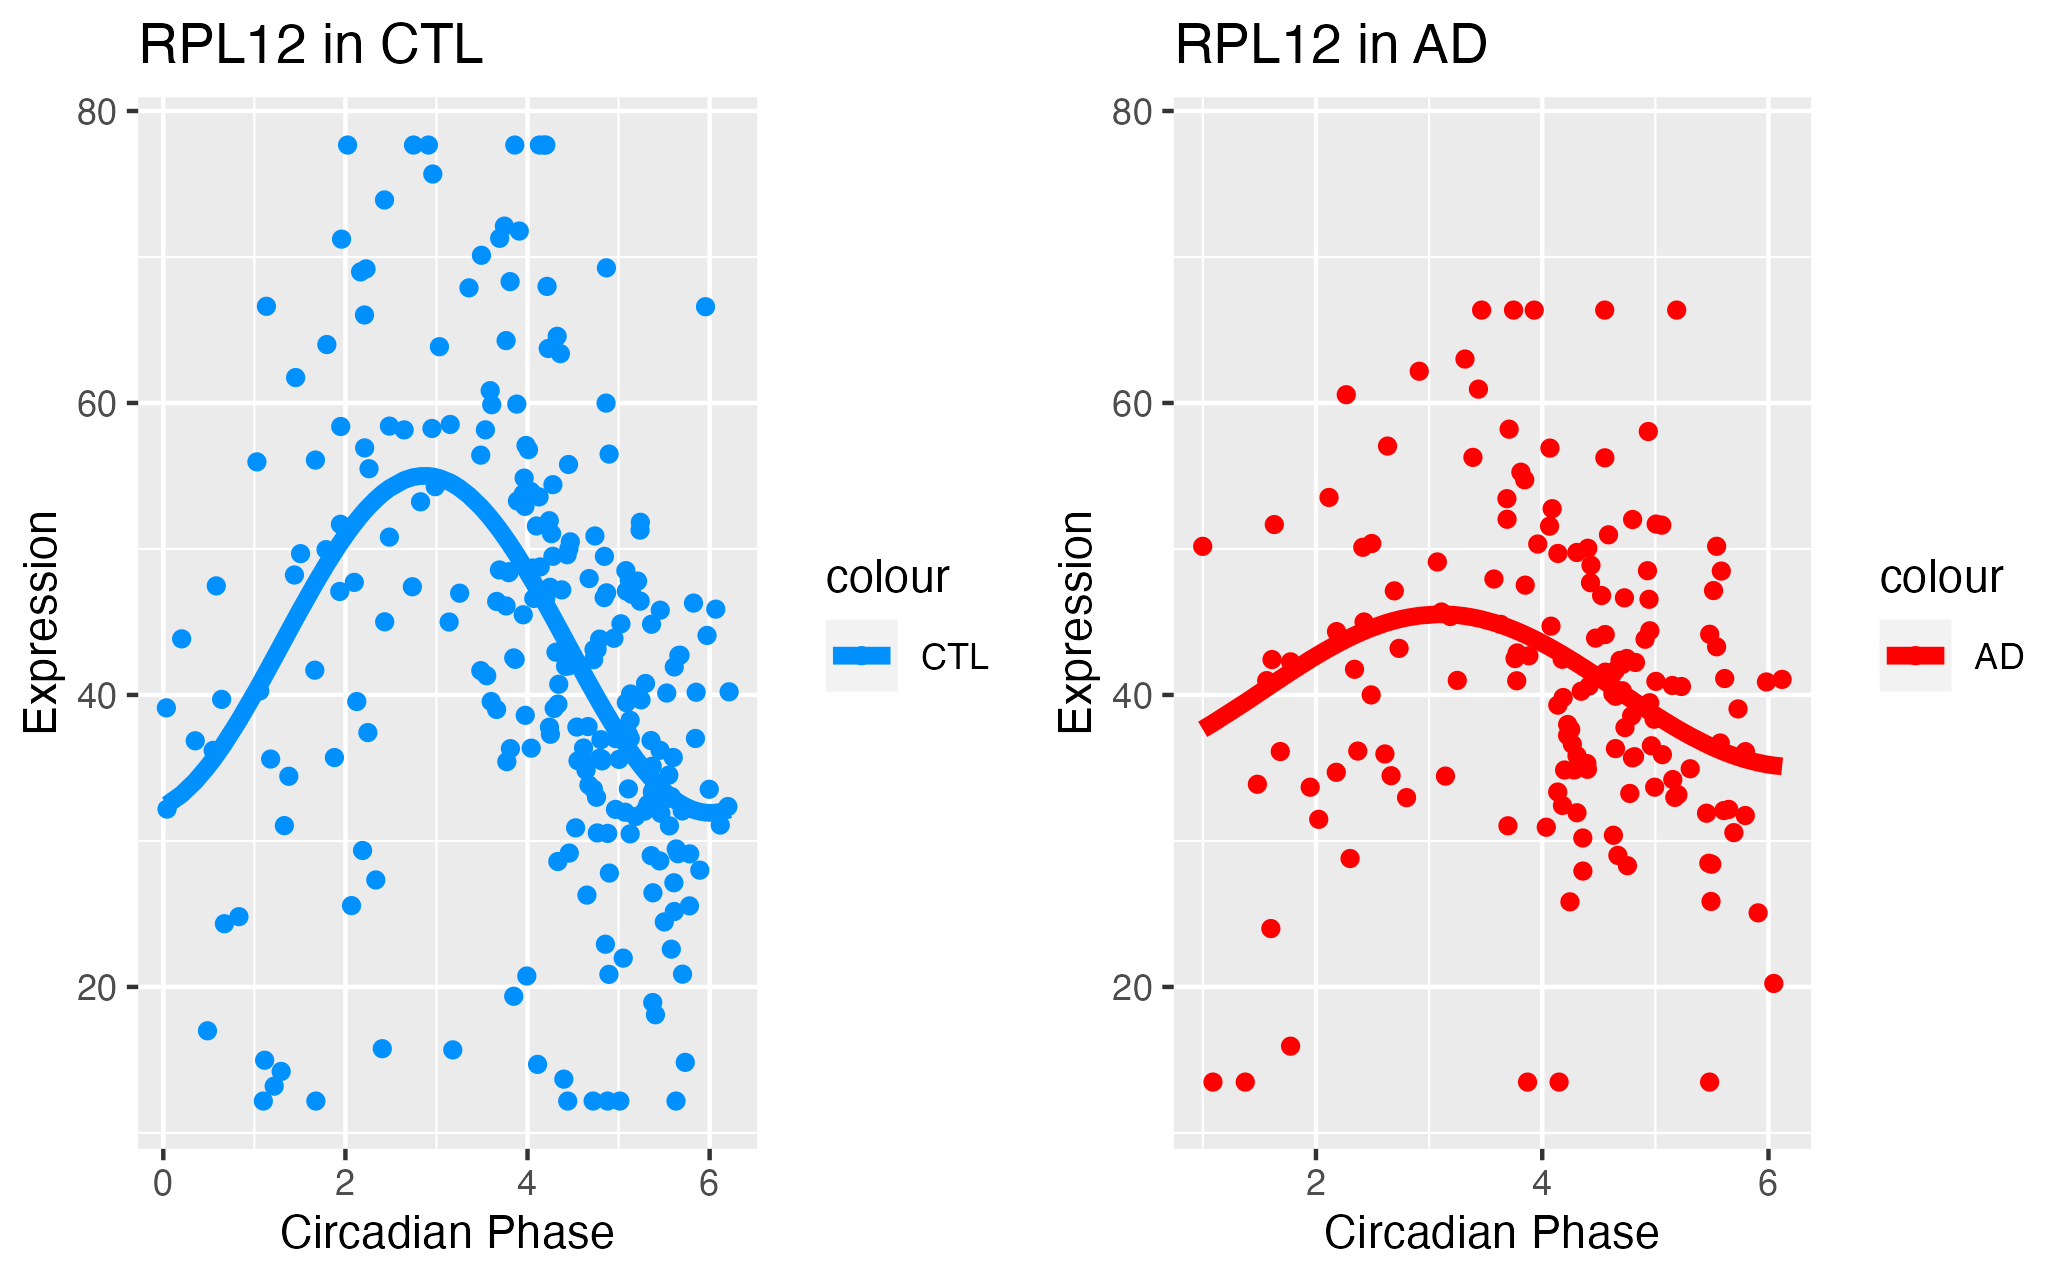 RPL12 in CTL
80
60
40
20
Expression
0 2 4 6
Circadian Phase
colour
CTL
RPL12 in AD
80
60
40
20
Expression
2 4 6
Circadian Phase
colour
AD